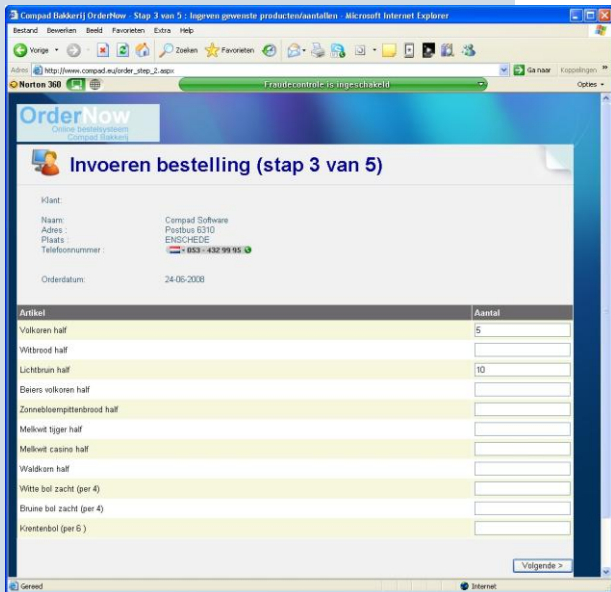 Compad Bakkerij OrderNow - Stap 3 van 5 : Ingeven gewenste producten/aantallen - Microsoft Internet Explorer
Bestand Bewerken Beeld Favorieten Extra Help
Vorige Zoeken Favorieten
Adres http://www.compad.eu/order_step_2.aspx Ga naar Koppelingen
Norton 360 Fraudecontrole is ingeschakeld Opties
OrderNow
Online bestelsysteem
Compad Bakkerij
Invoeren bestelling (stap 3 van 5)
Klant:
Naam: Compad Software
Adres : Postbus 6310
Plaats : ENSCHEDE
Telefoonnummer : 053 - 432 99 95
Orderdatum: 24-06-2008
Artikel Aantal
Volkoren half 5
Witbrood half
Lichtbruin half 10
Beiers volkoren half
Zonnebloempittenbrood half
Melkwit tijger half
Melkwit casino half
Waldkorn half
Witte bol zacht (per 4)
Bruine bol zacht (per 4)
Krentenbol (per 6 )
Volgende >
Gereed Internet